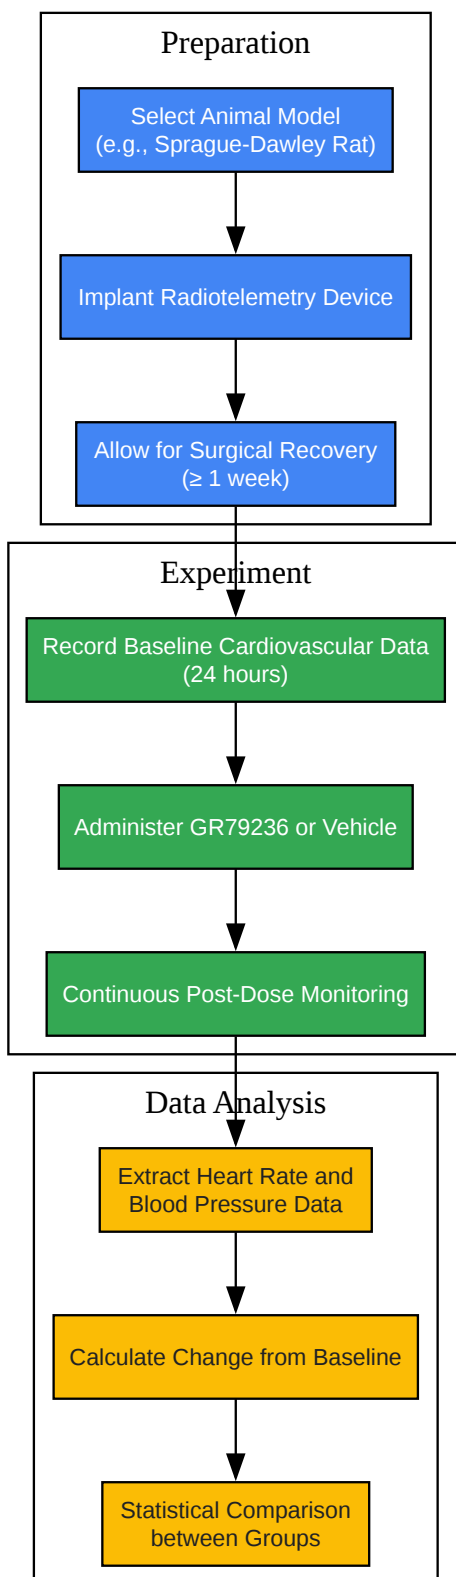 Preparation
Select Animal Model
(e.g., Sprague-Dawley Rat)
Implant Radiotelemetry Device
Allow for Surgical Recovery
(≥ 1 week)
Experiment
Record Baseline Cardiovascular Data
(24 hours)
Administer GR79236 or Vehicle
Continuous Post-Dose Monitoring
Data Analysis
Extract Heart Rate and
Blood Pressure Data
Calculate Change from Baseline
Statistical Comparison
between Groups